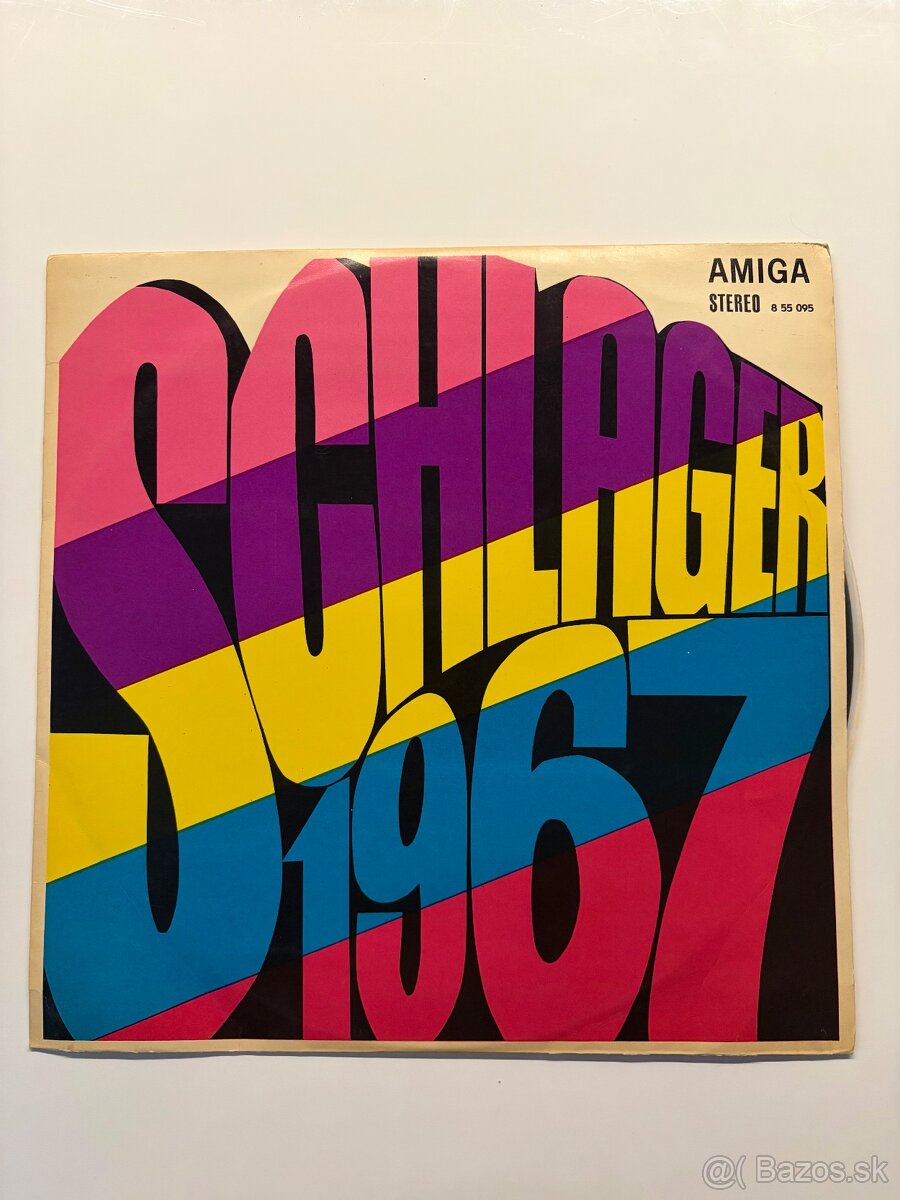 AMIGA
STEREO 8 55 095
SCHLAGER
1967
@( Bazos.sk